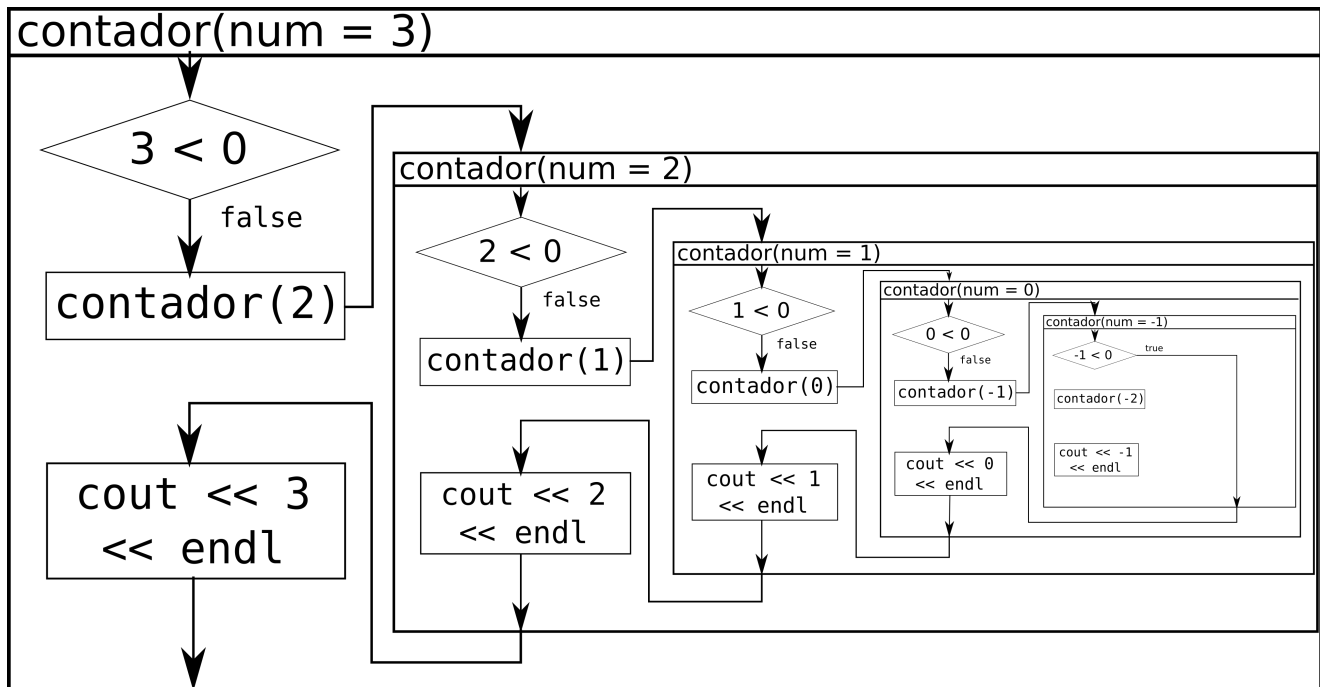 contador(num = 3)
3 < 0
false
contador(2)
cout << 3
<< endl
contador(num = 2)
2 < 0
false
contador(1)
cout << 2
<< endl
contador(num = 1)
1 < 0
false
contador(0)
cout << 1
<< endl
contador(num = 0)
0 < 0
false
contador(-1)
cout << 0
<< endl
contador(num = -1)
-1 < 0
true
contador(-2)
cout << -1
<< endl